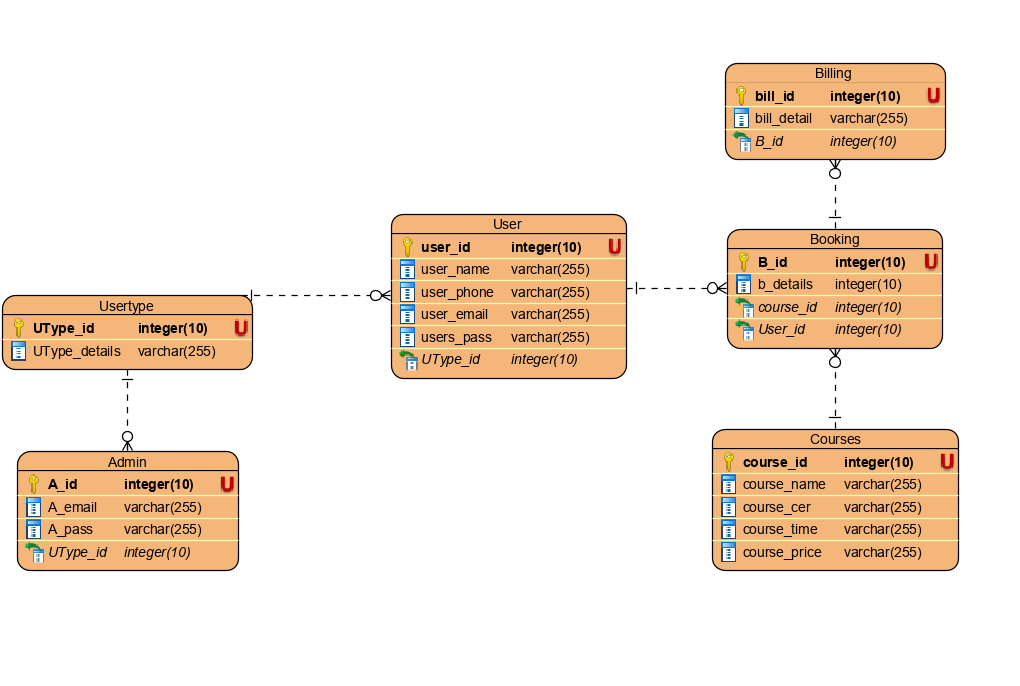 Billing
bill_id integer(10) U
bill_detail varchar(255)
B_id integer(10)
User
user_id integer(10) U
user_name varchar(255)
user_phone varchar(255)
user_email varchar(255)
users_pass varchar(255)
UType_id integer(10)
Booking
B_id integer(10) U
b_details integer(10)
course_id integer(10)
User_id integer(10)
Usertype
UType_id integer(10) U
UType_details varchar(255)
Admin
A_id integer(10) U
A_email varchar(255)
A_pass varchar(255)
UType_id integer(10)
Courses
course_id integer(10) U
course_name varchar(255)
course_cer varchar(255)
course_time varchar(255)
course_price varchar(255)